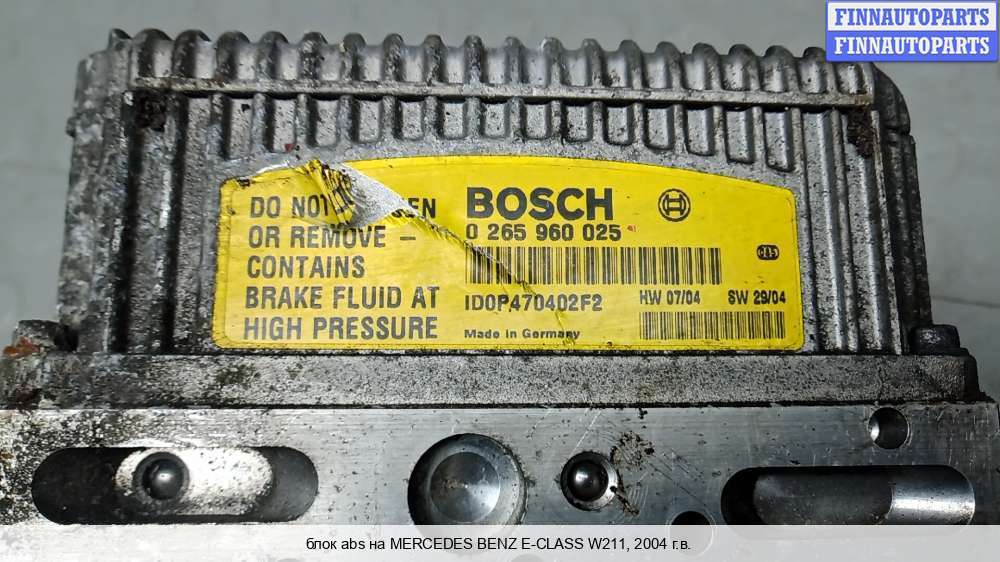 FINNAUTOPARTS
FINNAUTOPARTS
DO NOT
OR REMOVE –
CONTAINS
BRAKE FLUID AT
HIGH PRESSURE
BOSCH
0 265 960 025
1D0P470402F2
Made in Germany
HW 07/04 SW 29/04
блок abs на MERCEDES BENZ E-CLASS W211, 2004 г.в.